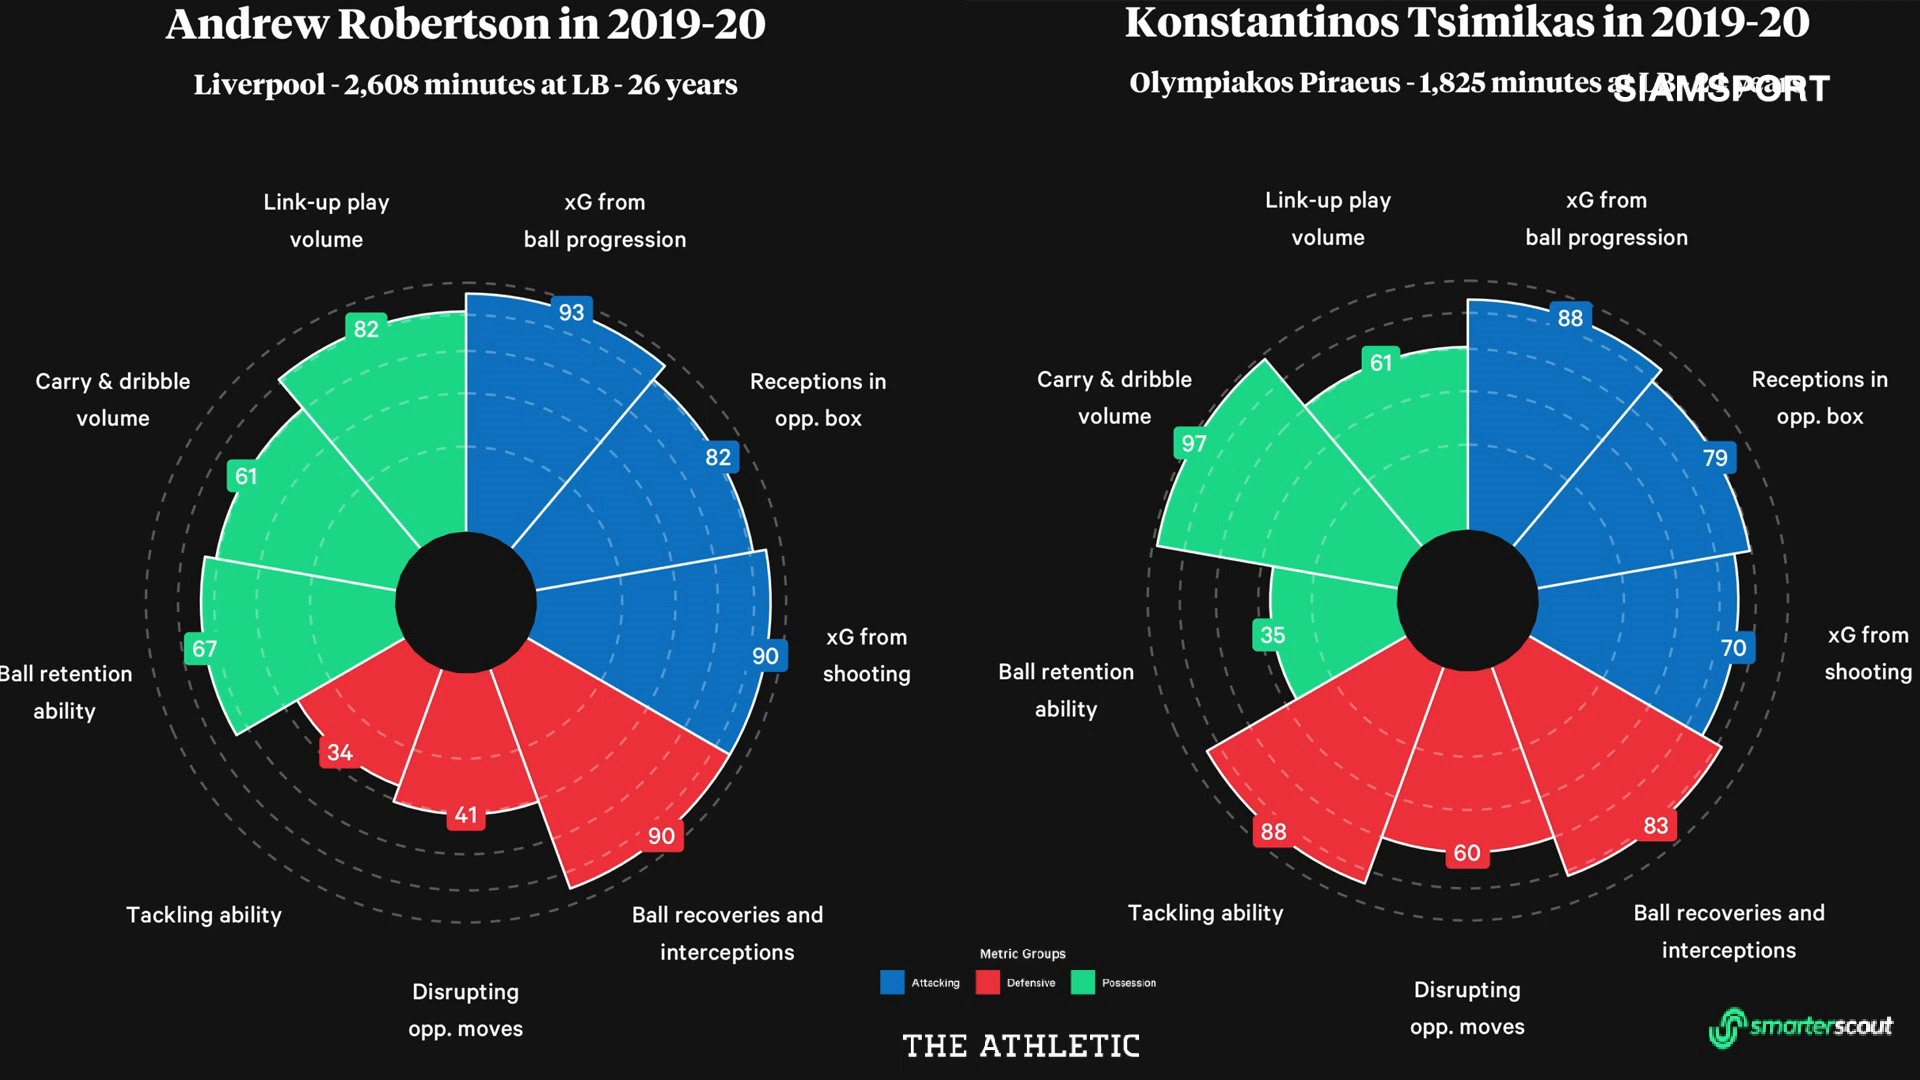 Andrew Robertson in 2019-20
Liverpool - 2,608 minutes at LB - 26 years
Link-up play
volume
xG from
ball progression
Carry & dribble
volume
Receptions in
opp. box
Ball retention
ability
xG from
shooting
Tackling ability
Disrupting
opp. moves
Ball recoveries and
interceptions
82
93
61
82
67
90
34
41
90
Konstantinos Tsimikas in 2019-20
Olympiakos Piraeus - 1,825 minutes at LB
SIAMSPORT
Link-up play
volume
xG from
ball progression
Carry & dribble
volume
Receptions in
opp. box
Ball retention
ability
xG from
shooting
Tackling ability
Disrupting
opp. moves
Ball recoveries and
interceptions
61
88
97
79
35
70
88
60
83
Metric Groups
Attacking
Defensive
Possession
THE ATHLETIC
smarterscout